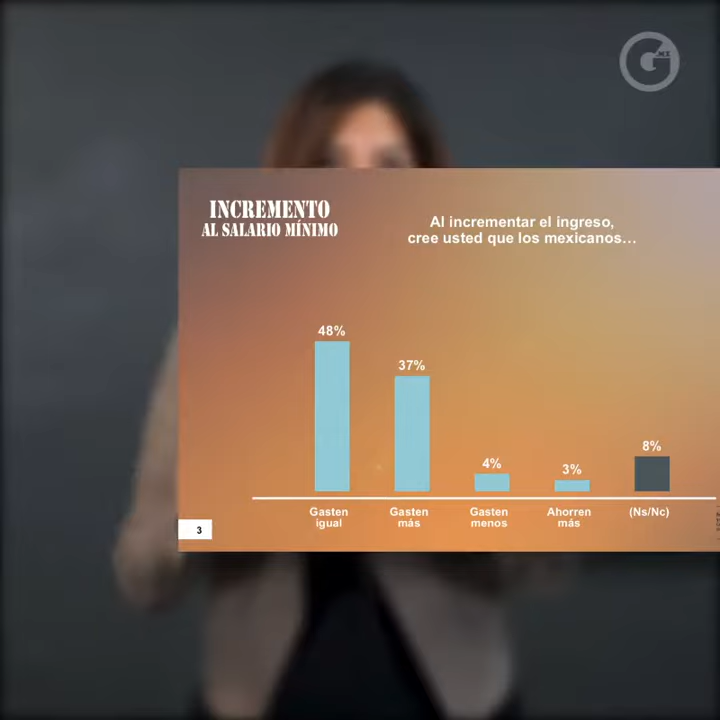 G
MX
INCREMENTO
AL SALARIO MÍNIMO
Al incrementar el ingreso,
cree usted que los mexicanos...
48%
37%
4%
3%
8%
Gasten
igual
Gasten
más
Gasten
menos
Ahorren
más
(Ns/Nc)
3